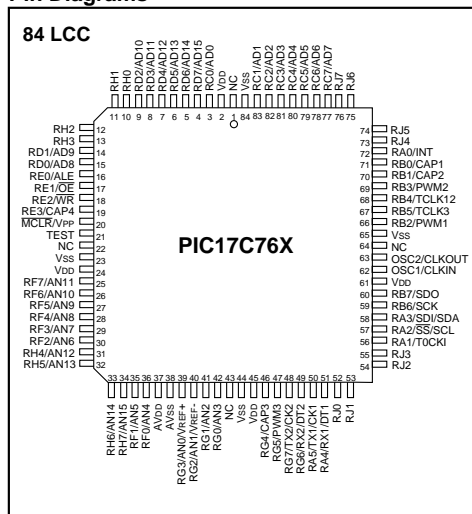 Pin Diagrams
84 LCC
RH1
RH0
RD2/AD10
RD3/AD11
RD4/AD12
RD5/AD13
RD6/AD14
RD7/AD15
RC0/AD0
VDD
NC
VSS
RC1/AD1
RC2/AD2
RC3/AD3
RC4/AD4
RC5/AD5
RC6/AD6
RC7/AD7
RJ7
RJ6
11 10 9 8 7 6 5 4 3 2 1 84 83 82 81 80 79 78 77 76 75
RH2 12
RH3 13
RD1/AD9 14
RD0/AD8 15
RE0/ALE 16
RE1/OE 17
RE2/WR 18
RE3/CAP4 19
MCLR/VPP 20
TEST 21
NC 22
VSS 23
VDD 24
RF7/AN11 25
RF6/AN10 26
RF5/AN9 27
RF4/AN8 28
RF3/AN7 29
RF2/AN6 30
RH4/AN12 31
RH5/AN13 32
PIC17C76X
74 RJ5
73 RJ4
72 RA0/INT
71 RB0/CAP1
70 RB1/CAP2
69 RB3/PWM2
68 RB4/TCLK12
67 RB5/TCLK3
66 RB2/PWM1
65 VSS
64 NC
63 OSC2/CLKOUT
62 OSC1/CLKIN
61 VDD
60 RB7/SDO
59 RB6/SCK
58 RA3/SDI/SDA
57 RA2/SS/SCL
56 RA1/T0CKI
55 RJ3
54 RJ2
33 34 35 36 37 38 39 40 41 42 43 44 45 46 47 48 49 50 51 52 53
RH6/AN14
RH7/AN15
RF1/AN5
RF0/AN4
AVDD
AVSS
RG3/AN0/VREF+
RG2/AN1/VREF-
RG1/AN2
RG0/AN3
NC
VSS
VDD
RG4/CAP3
RG5/PWM3
RG7/TX2/CK2
RG6/RX2/DT2
RA5/TX1/CK1
RA4/RX1/DT1
RJ0
RJ1